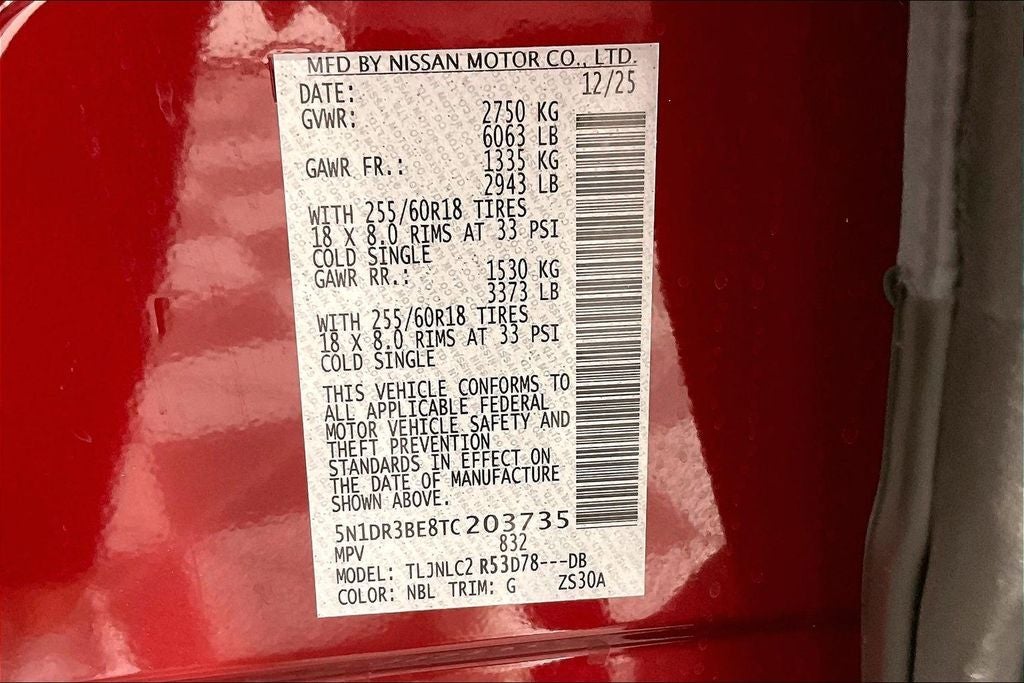 MFD BY NISSAN MOTOR CO., LTD.
DATE: 12/25
GVWR: 2750 KG
6063 LB
GAWR FR.: 1335 KG
2943 LB
WITH 255/60R18 TIRES
18 X 8.0 RIMS AT 33 PSI
COLD SINGLE
GAWR RR.: 1530 KG
3373 LB
WITH 255/60R18 TIRES
18 X 8.0 RIMS AT 33 PSI
COLD SINGLE
THIS VEHICLE CONFORMS TO
ALL APPLICABLE FEDERAL
MOTOR VEHICLE SAFETY AND
THEFT PREVENTION
STANDARDS IN EFFECT ON
THE DATE OF MANUFACTURE
SHOWN ABOVE.
5N1DR3BE8TC203735
MPV 832
MODEL: TLJNLC2 R53D78---DB
COLOR: NBL TRIM: G ZS30A